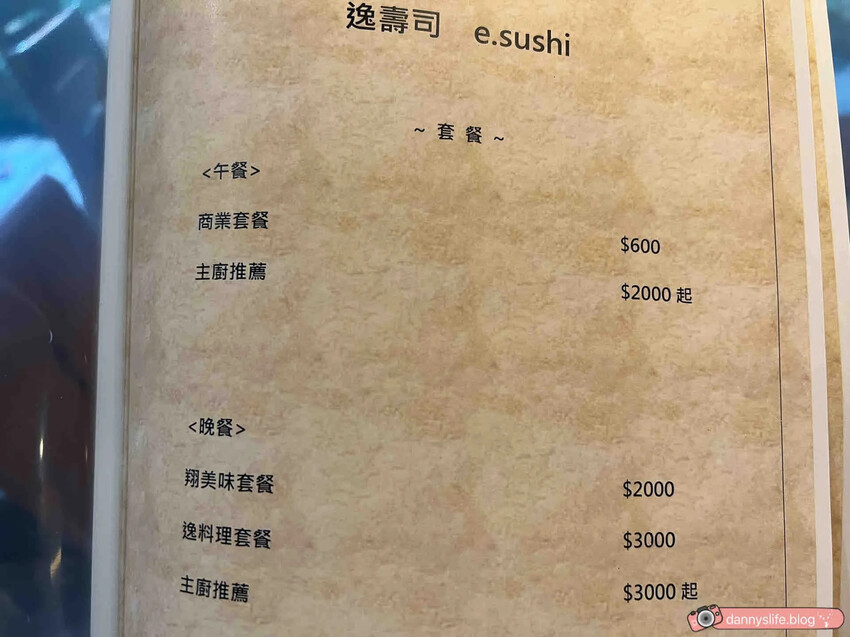 逸壽司 e.sushi
~ 套餐 ~
<午餐>
商業套餐 $600
主廚推薦 $2000 起
<晚餐>
翔美味套餐 $2000
逸料理套餐 $3000
主廚推薦 $3000 起
dannyslife.blog